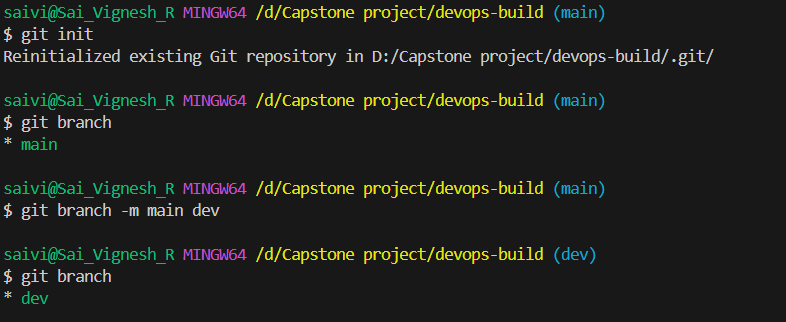 saivi@Sai_Vignesh_R MINGW64 /d/Capstone project/devops-build (main)
$ git init
Reinitialized existing Git repository in D:/Capstone project/devops-build/.git/
saivi@Sai_Vignesh_R MINGW64 /d/Capstone project/devops-build (main)
$ git branch
* main
saivi@Sai_Vignesh_R MINGW64 /d/Capstone project/devops-build (main)
$ git branch -m main dev
saivi@Sai_Vignesh_R MINGW64 /d/Capstone project/devops-build (dev)
$ git branch
* dev